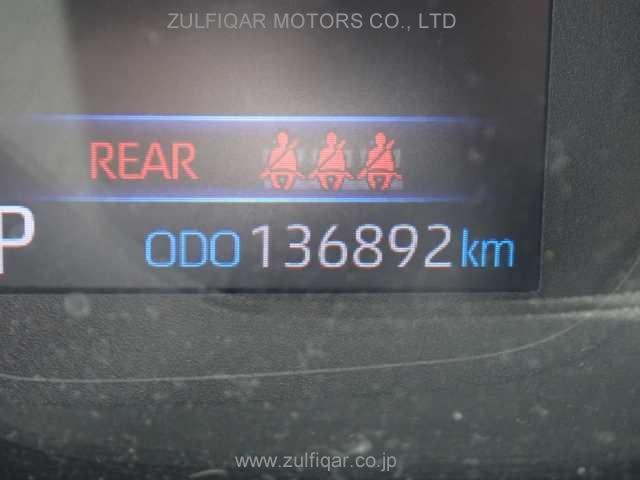 ZULFIQAR MOTORS CO., LTD
REAR
P
ODO 136892 km
www.zulfiqar.co.jp